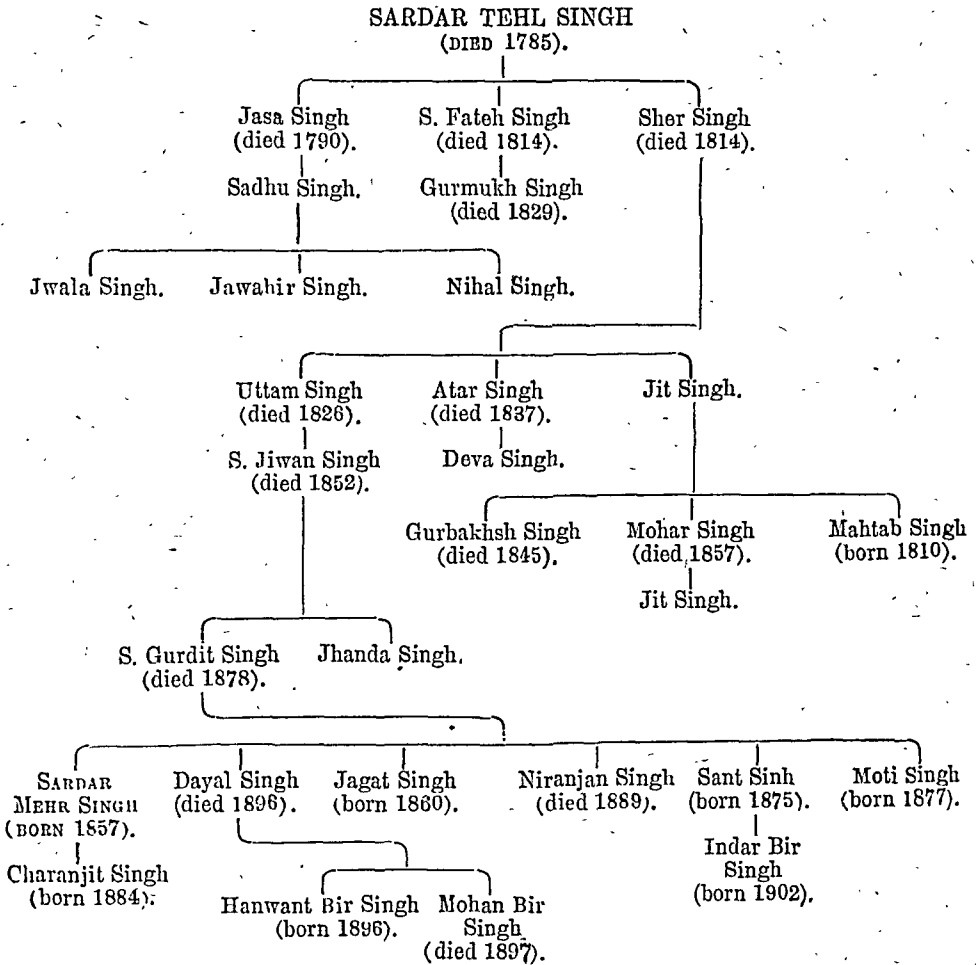 SARDAR TEHL SINGH
(DIED 1785).
Jasa Singh
(died 1790).
S. Fateh Singh
(died 1814).
Sher Singh
(died 1814).
Sadhu Singh.
Gurmukh Singh
(died 1829).
Jwala Singh.
Jawahir Singh.
Nihal Singh.
Uttam Singh
(died 1826).
Atar Singh
(died 1837).
Jit Singh.
S. Jiwan Singh
(died 1852).
Deva Singh.
Gurbakhsh Singh
(died 1845).
Mohar Singh
(died 1857).
Mahtab Singh
(born 1810).
Jit Singh.
S. Gurdit Singh
(died 1878).
Jhanda Singh.
SARDAR
MEHR SINGH
(BORN 1857).
Dayal Singh
(died 1896).
Jagat Singh
(born 1860).
Niranjan Singh
(died 1889).
Sant Sinh
(born 1875).
Moti Singh
(born 1877).
Charanjit Singh
(born 1884).
Hanwant Bir Singh
(born 1896).
Mohan Bir
Singh
(died 1897).
Indar Bir
Singh
(born 1902).